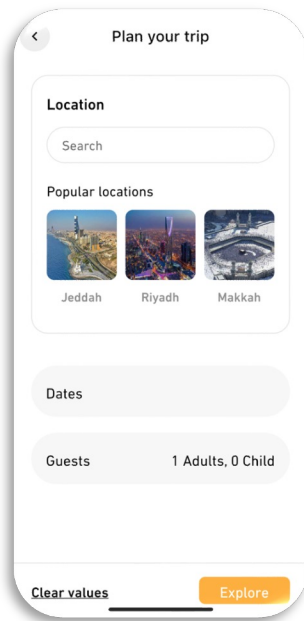 Plan your trip
Location
Search
Popular locations
Jeddah Riyadh Makkah
Dates
Guests 1 Adults, 0 Child
Clear values Explore